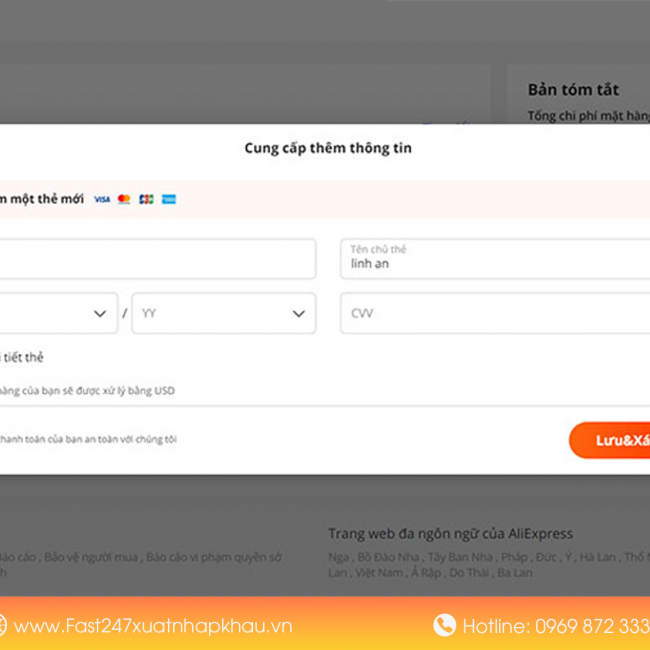 Bản tóm tắt
Tổng chi phí mặt hàng
Cung cấp thêm thông tin
một thẻ mới VISA
Tên chủ thẻ
linh an
/ YY
CVV
tiết thẻ
hàng của bạn sẽ được xử lý bằng USD
thanh toán của bạn an toàn với chúng tôi
Lưu&Xá
Trang web đa ngôn ngữ của AliExpress
Báo cáo , Bảo vệ người mua , Báo cáo vi phạm quyền sở
Nga , Bồ Đào Nha , Tây Ban Nha , Pháp , Đức , Ý , Hà Lan , Thổ
Lan , Việt Nam , Ả Rập , Do Thái , Ba Lan
www.Fast247xuatnhapkhau.vn
Hotline: 0969 872 333